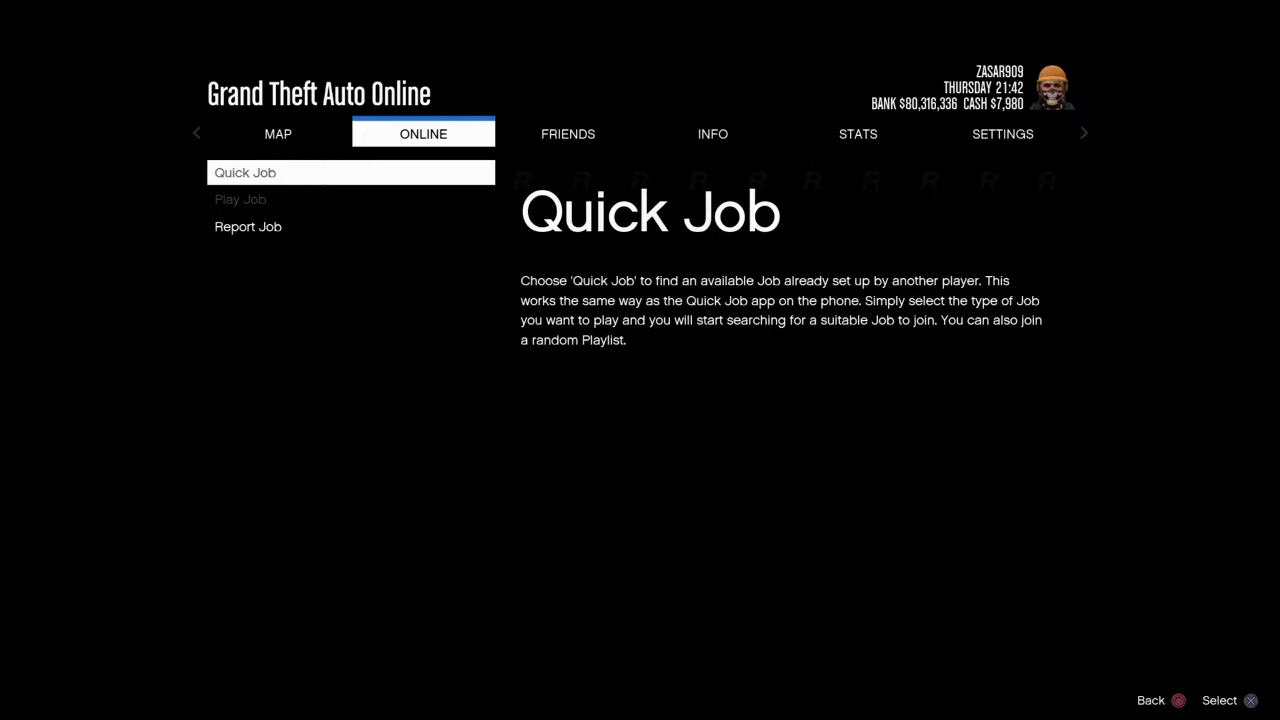 Grand Theft Auto Online
ZASAR909
THURSDAY 21:42
BANK $80,316,336 CASH $7,980
MAP
ONLINE
FRIENDS
INFO
STATS
SETTINGS
Quick Job
Play Job
Report Job
Quick Job
Choose 'Quick Job' to find an available Job already set up by another player. This
works the same way as the Quick Job app on the phone. Simply select the type of Job
you want to play and you will start searching for a suitable Job to join. You can also join
a random Playlist.
Back
Select